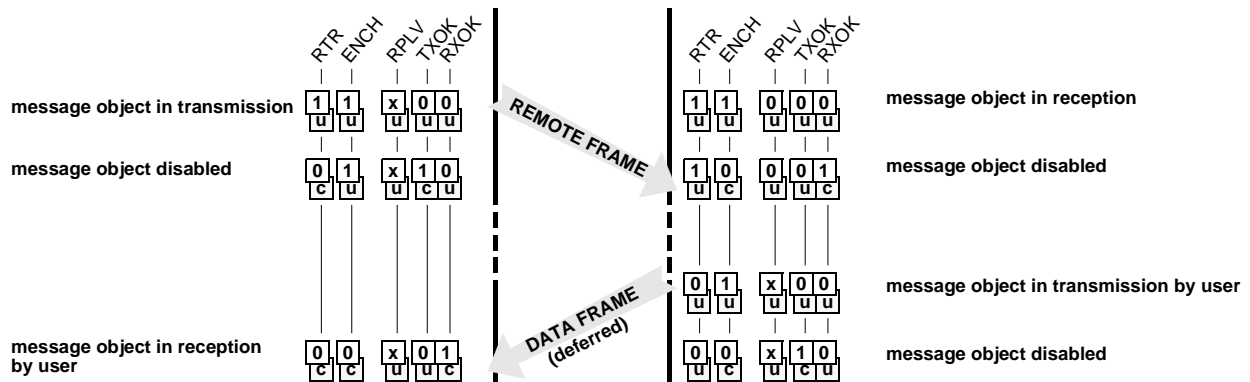 RTR ENCH RPLV TXOK RXOK RTR ENCH RPLV TXOK RXOK
message object in transmission 1 1 x 0 0 REMOTE FRAME 1 1 0 0 0 message object in reception
u u u u u u u u u u
message object disabled 0 1 x 1 0 1 0 0 0 1 message object disabled
c u u c u u c u u c
0 1 x 0 0 message object in transmission by user
u u u u u
DATA FRAME
(deferred)
message object in reception 0 0 x 0 1 0 0 x 1 0 message object disabled
by user c c u u c u c u c u